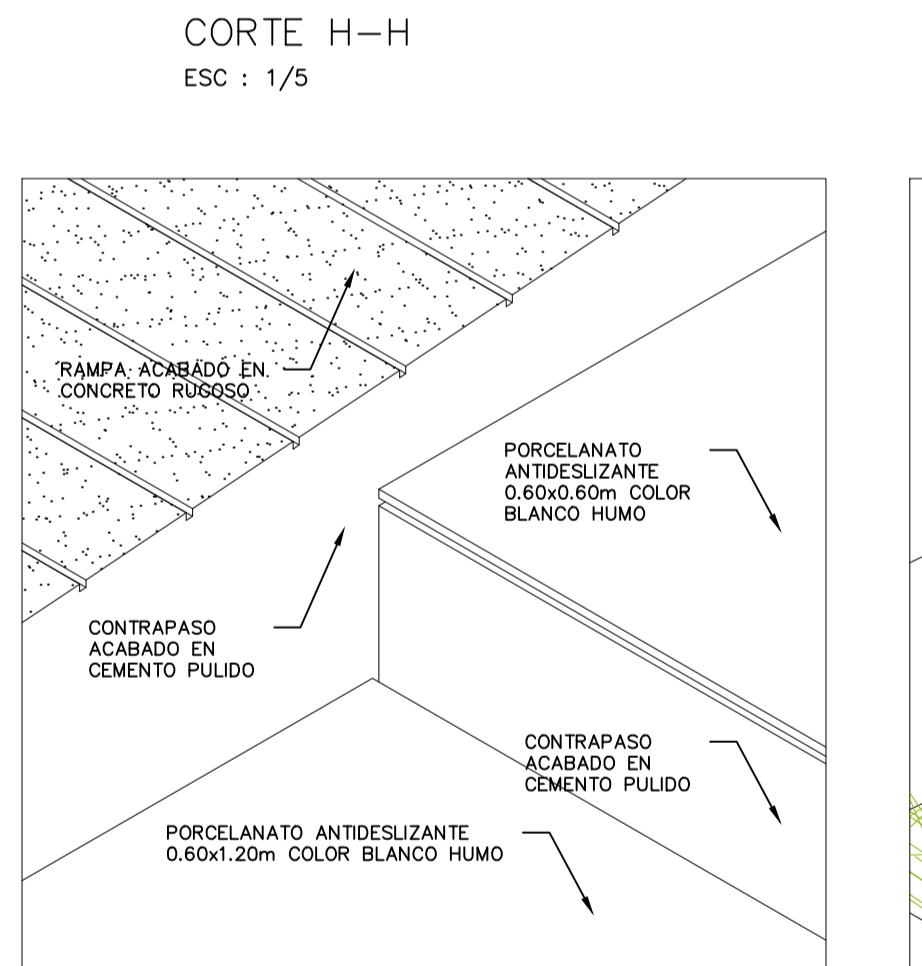 CORTE H-H
ESC : 1/5
RAMPA ACABADO EN
CONCRETO RUGOSO
PORCELANATO
ANTIDESLIZANTE
0.60x0.60m COLOR
BLANCO HUMO
CONTRAPASO
ACABADO EN
CEMENTO PULIDO
CONTRAPASO
ACABADO EN
CEMENTO PULIDO
PORCELANATO ANTIDESLIZANTE
0.60x1.20m COLOR BLANCO HUMO